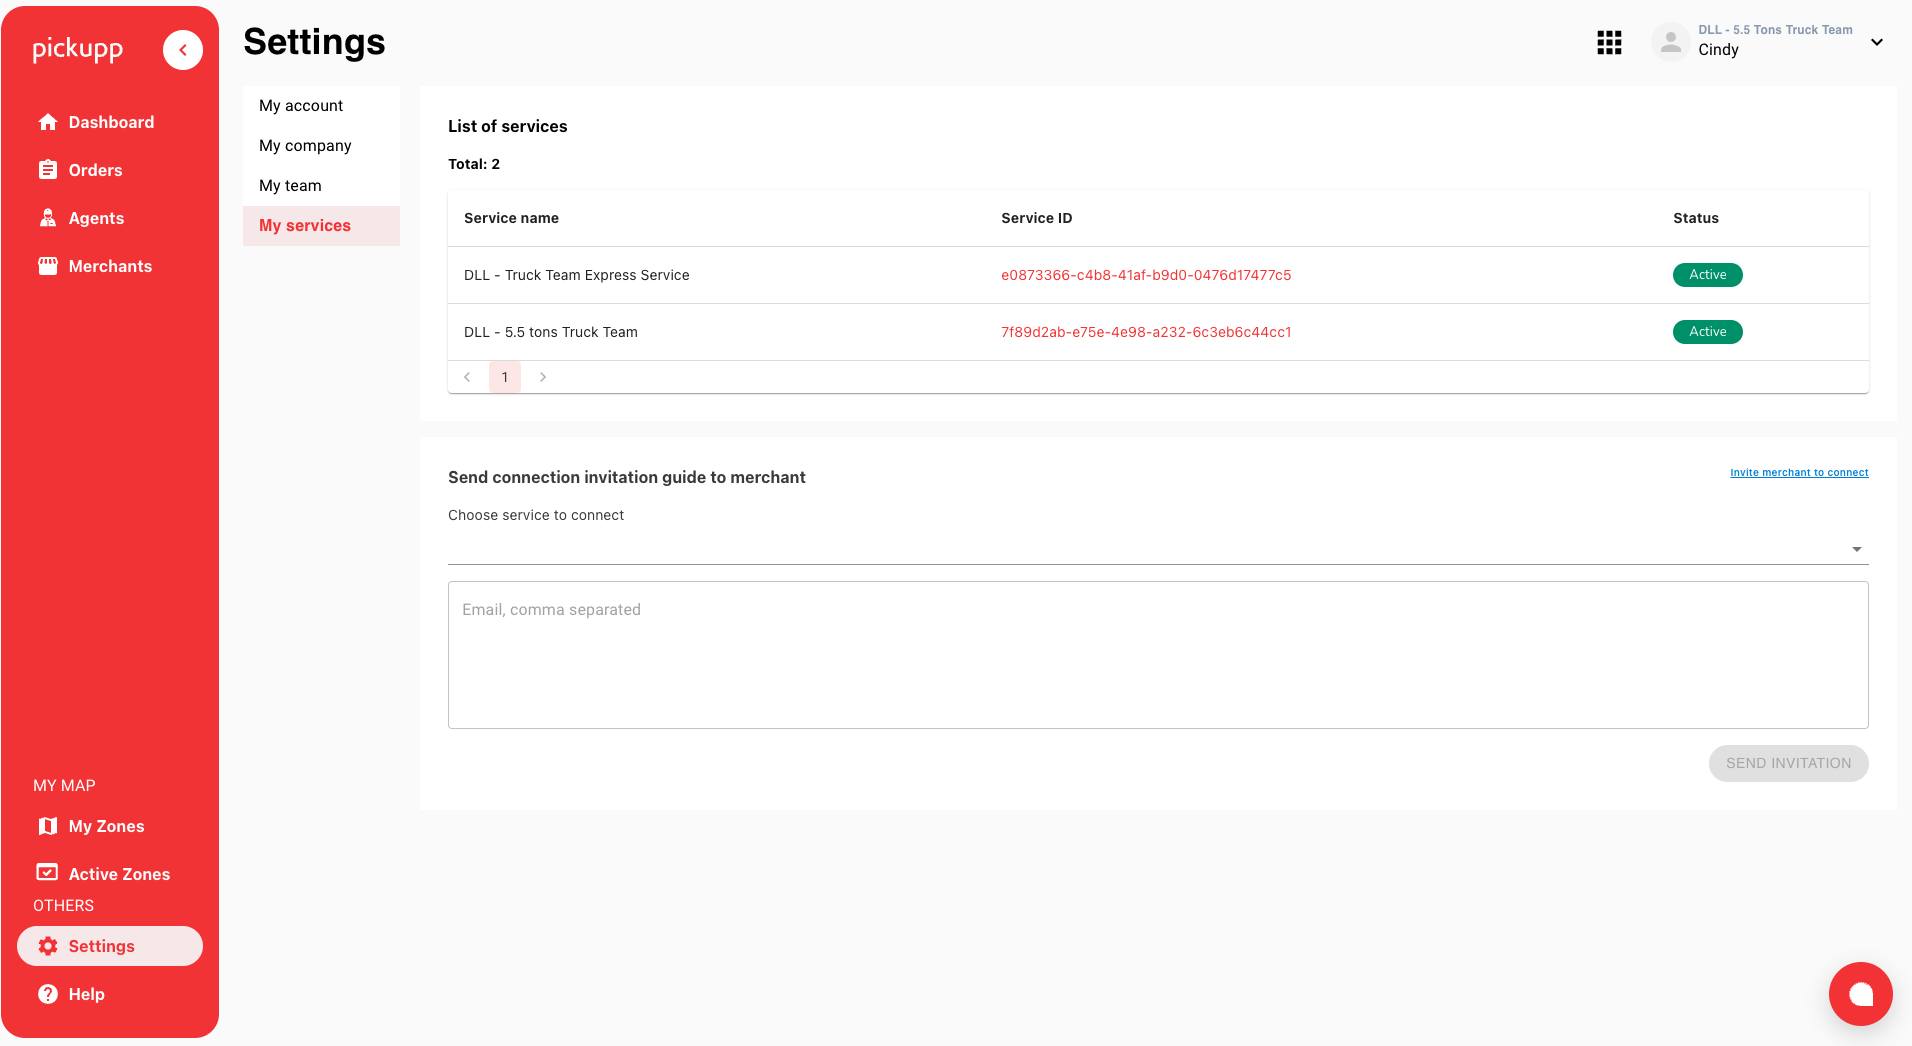 pickupp
Dashboard
Orders
Agents
Merchants
MY MAP
My Zones
Active Zones
OTHERS
Settings
Help
Settings
DLL - 5.5 Tons Truck Team
Cindy
My account
My company
My team
My services
List of services
Total: 2
Service name Service ID Status
DLL - Truck Team Express Service e0873366-c4b8-41af-b9d0-0476d17477c5 Active
DLL - 5.5 tons Truck Team 7f89d2ab-e75e-4e98-a232-6c3eb6c44cc1 Active
1
Send connection invitation guide to merchant
Invite merchant to connect
Choose service to connect
Email, comma separated
SEND INVITATION